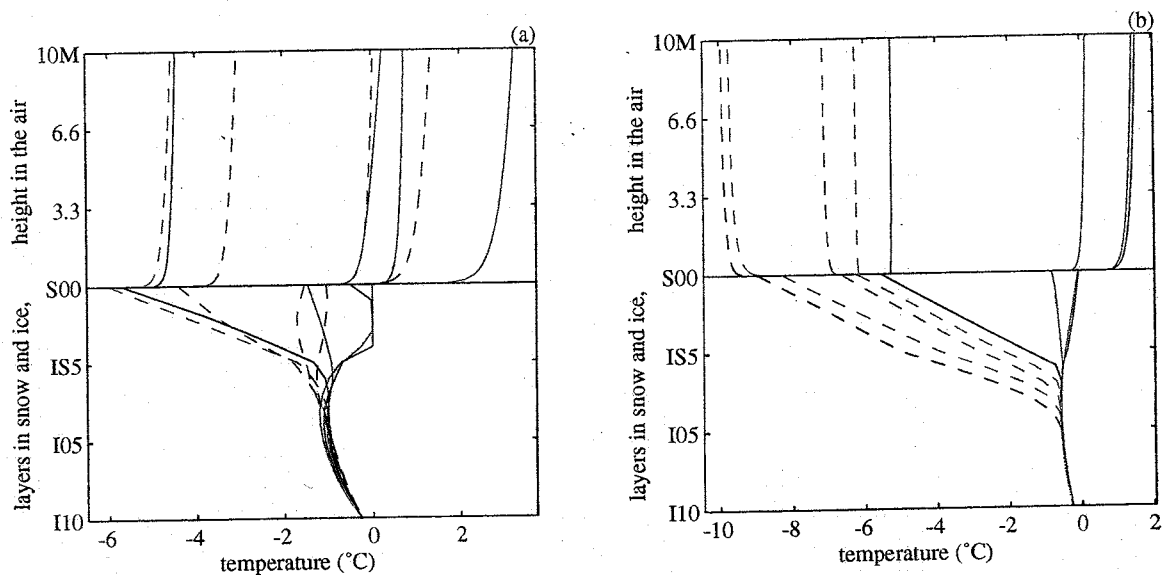 (a)
10M
6.6
3.3
S00
IS5
I05
I10
height in the air
layers in snow and ice,
-6
-4
-2
0
2
temperature (°C)
(b)
10M
6.6
3.3
S00
IS5
I05
I10
height in the air
layers in snow and ice,
-10
-8
-6
-4
-2
0
2
temperature (°C)